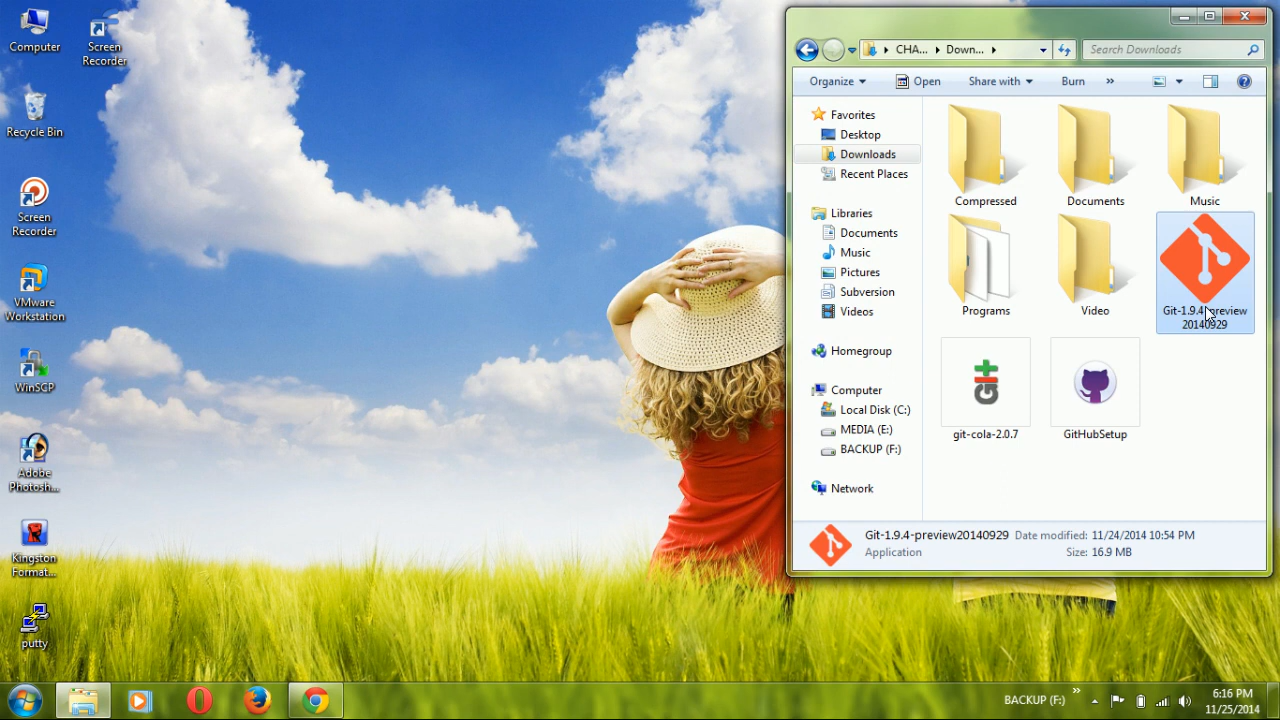 Computer
Screen
Recorder
Recycle Bin
Screen
Recorder
VMware
Workstation
WinSCP
Adobe
Photosh...
Kingston
Format...
putty
CHA... Down...
Search Downloads
Organize Open Share with Burn »
Favorites
Desktop
Downloads
Recent Places
Libraries
Documents
Music
Pictures
Subversion
Videos
Homegroup
Computer
Local Disk (C:)
MEDIA (E:)
BACKUP (F:)
Network
Compressed
Documents
Music
Programs
Video
Git-1.9.4-preview
20140929
git-cola-2.0.7
GitHubSetup
Git-1.9.4-preview20140929 Date modified: 11/24/2014 10:54 PM
Application Size: 16.9 MB
BACKUP (F:) »
6:16 PM
11/25/2014